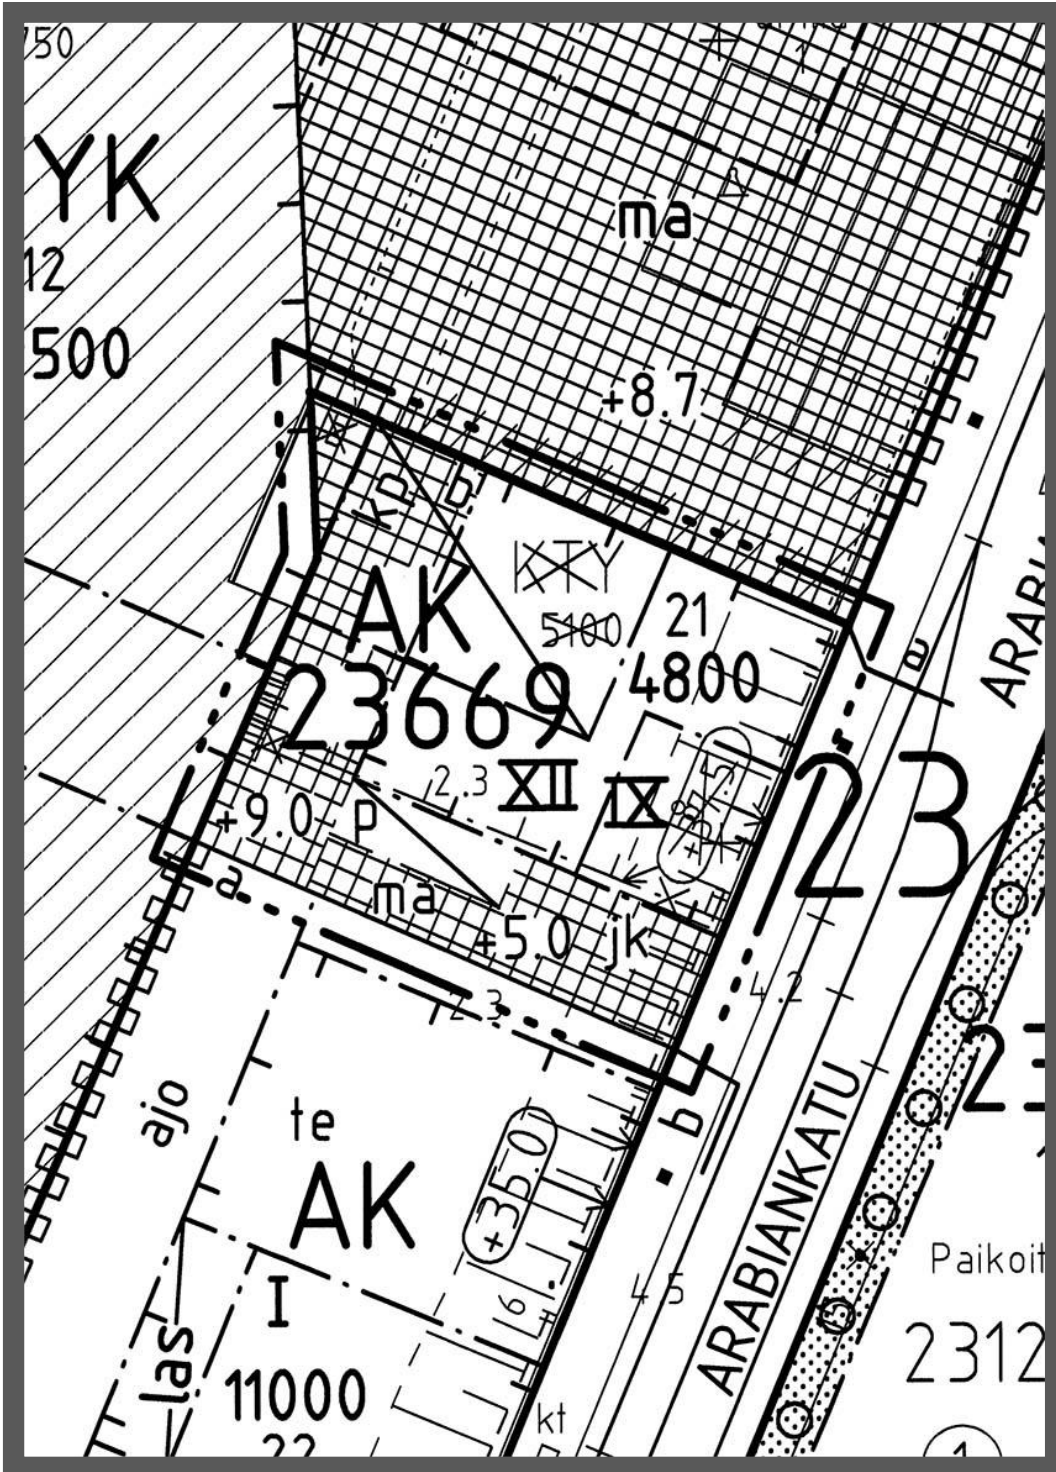 750
YK
12
500
ma
+8.7
kp
b
AK
KTY
5100
21
4800
23669
a
ARABI
2.3
XII
IX
23
+9.0
p
a
ma
+5.0
jk
2.3
4.2
b
ajo
te
AK
+35.0
I
6
4.5
ARABIANKATU
Paikoit
2312
las
11000
22
kt
1